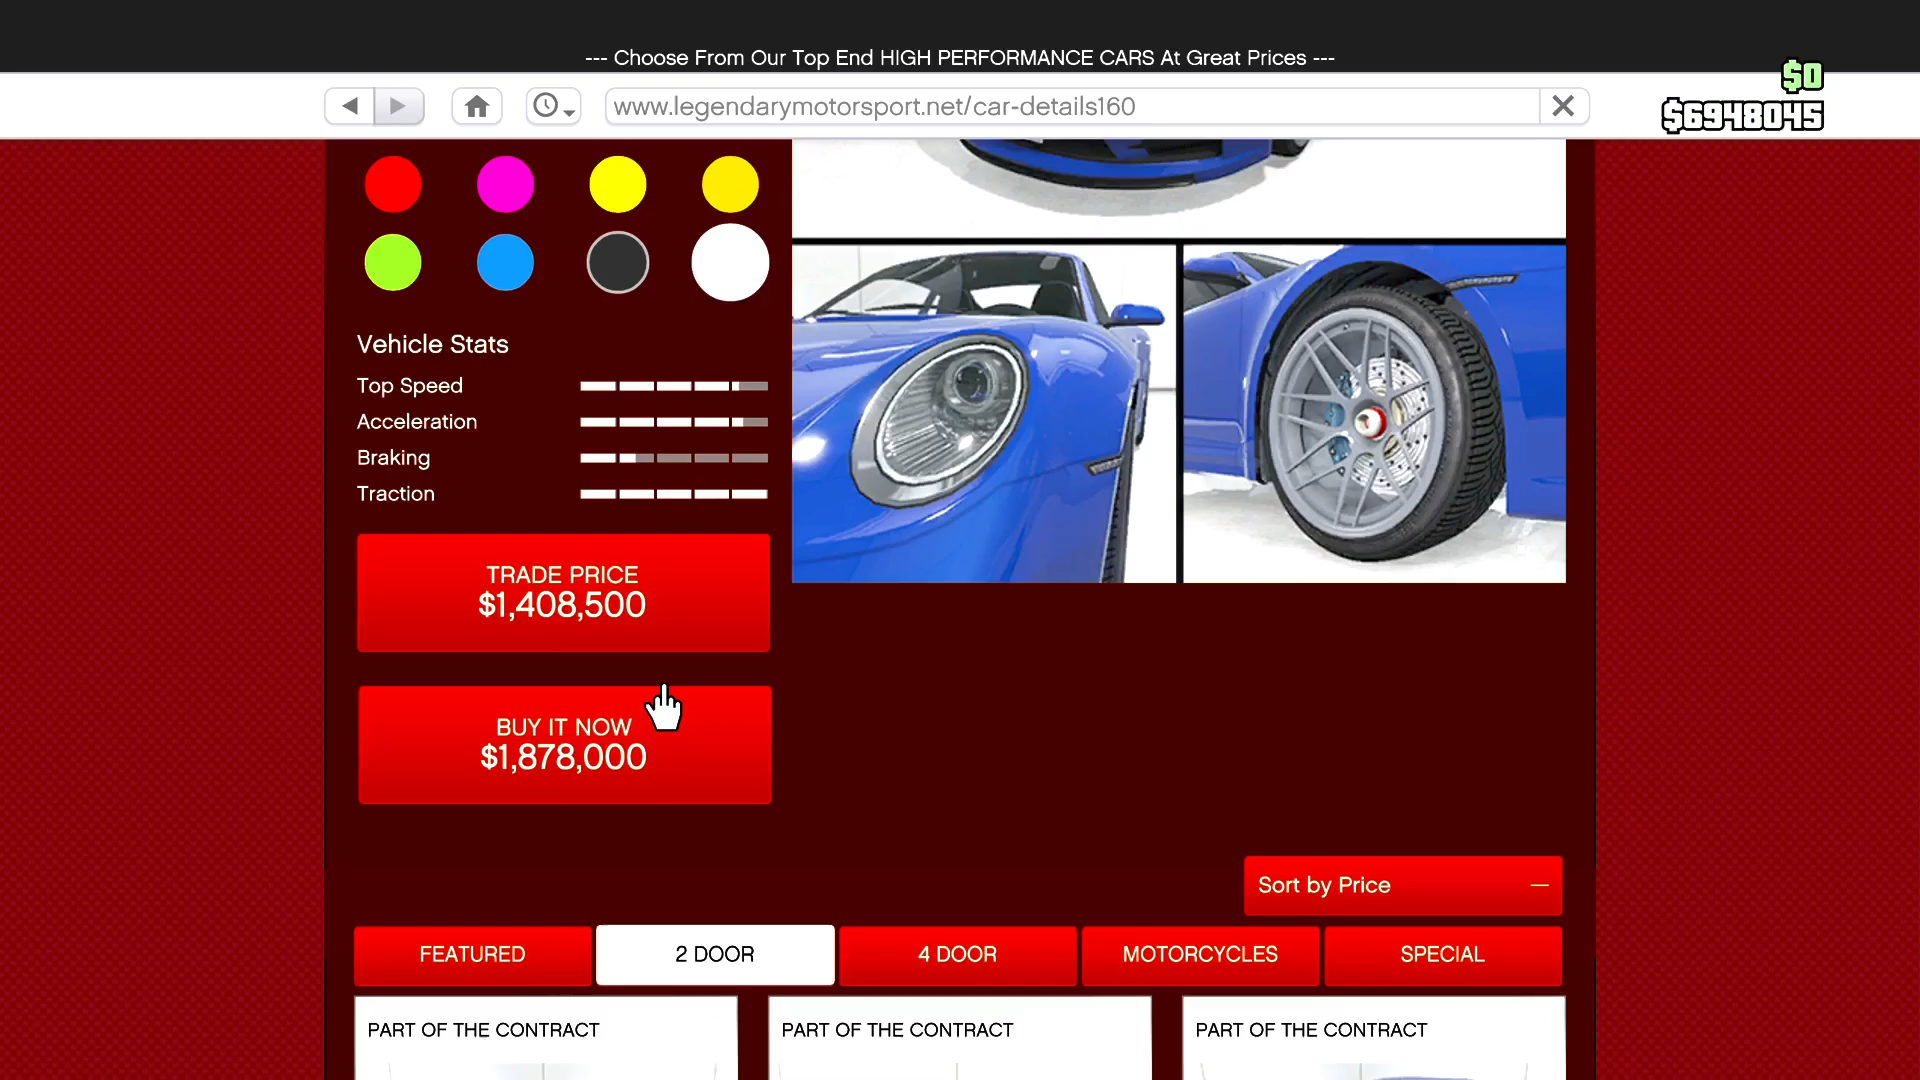 --- Choose From Our Top End HIGH PERFORMANCE CARS At Great Prices ---
$0
www.legendarymotorsport.net/car-details160
$6948045
Vehicle Stats
Top Speed
Acceleration
Braking
Traction
TRADE PRICE
$1,408,500
BUY IT NOW
$1,878,000
Sort by Price
FEATURED
2 DOOR
4 DOOR
MOTORCYCLES
SPECIAL
PART OF THE CONTRACT
PART OF THE CONTRACT
PART OF THE CONTRACT